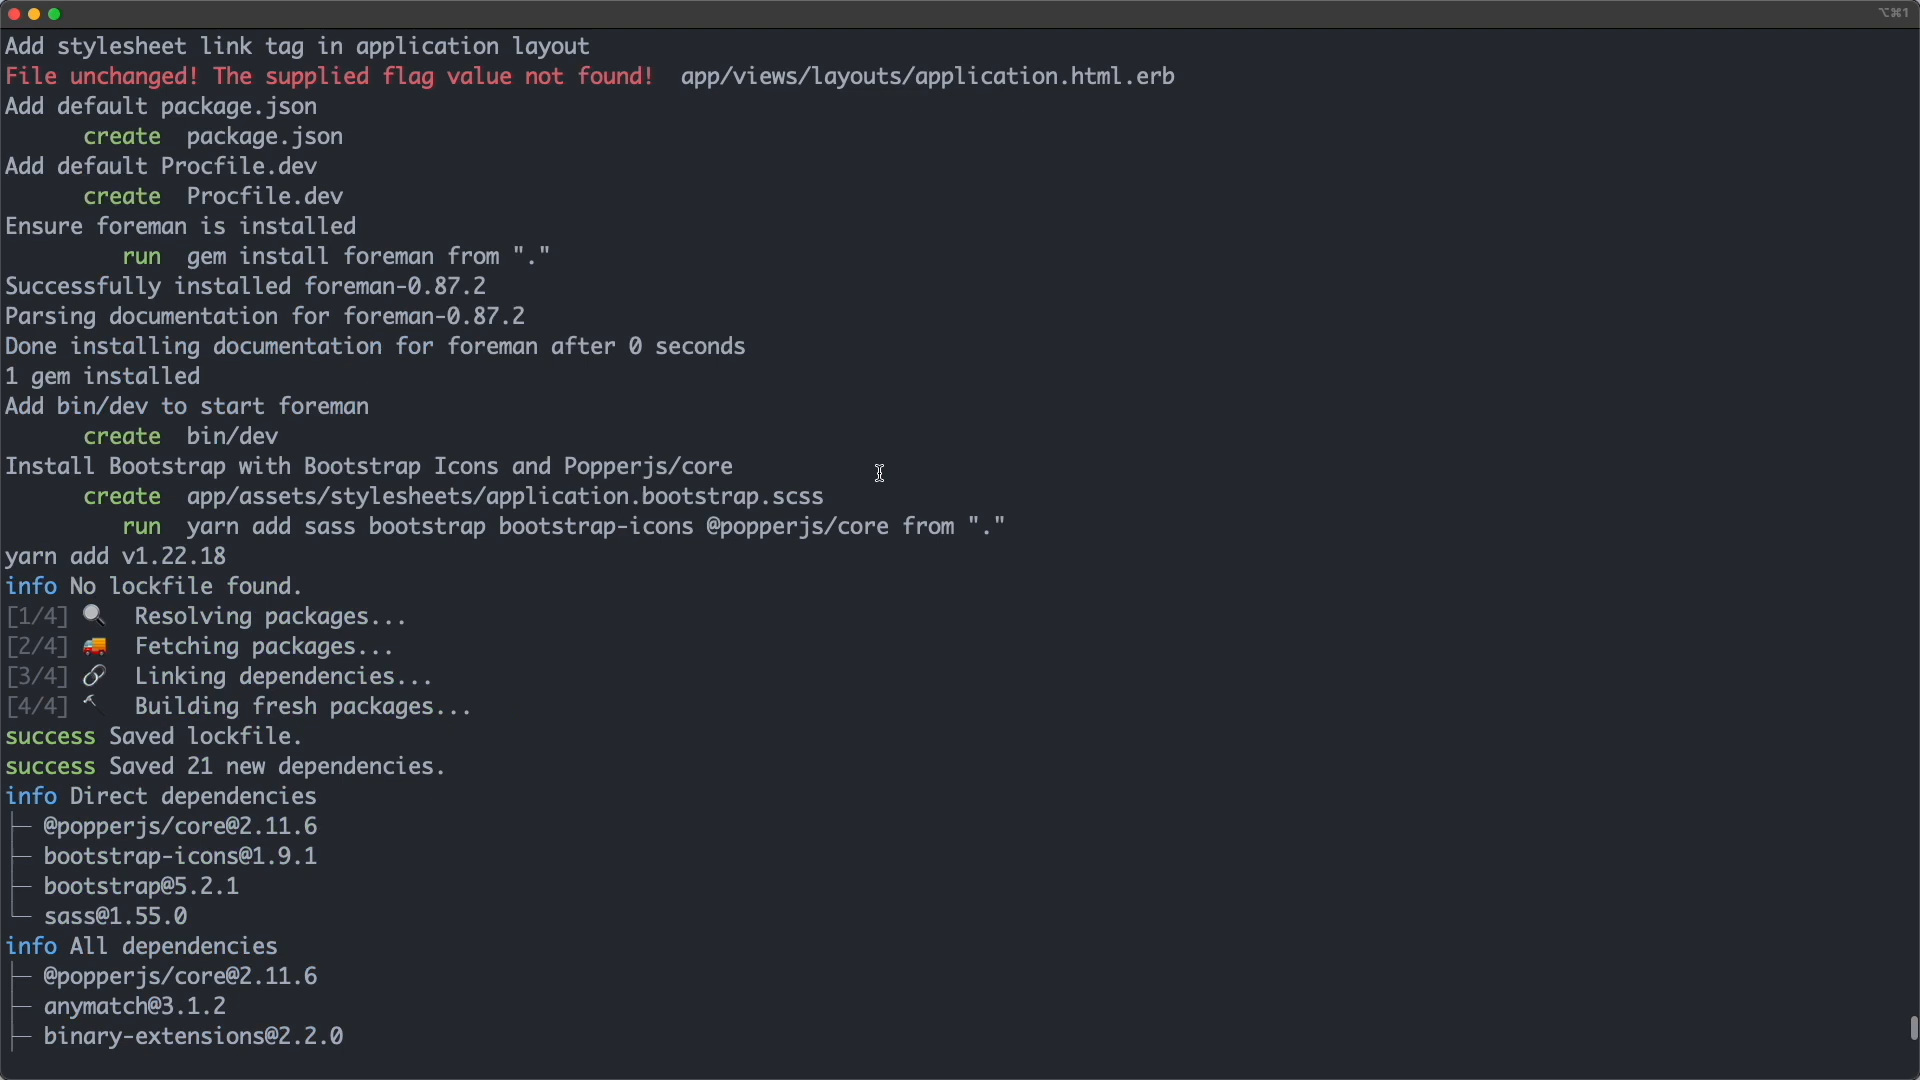 ⌥⌘1
Add stylesheet link tag in application layout
File unchanged! The supplied flag value not found!  app/views/layouts/application.html.erb
Add default package.json
      create  package.json
Add default Procfile.dev
      create  Procfile.dev
Ensure foreman is installed
         run  gem install foreman from "."
Successfully installed foreman-0.87.2
Parsing documentation for foreman-0.87.2
Done installing documentation for foreman after 0 seconds
1 gem installed
Add bin/dev to start foreman
      create  bin/dev
Install Bootstrap with Bootstrap Icons and Popperjs/core
      create  app/assets/stylesheets/application.bootstrap.scss
         run  yarn add sass bootstrap bootstrap-icons @popperjs/core from "."
yarn add v1.22.18
info No lockfile found.
[1/4] 🔍  Resolving packages...
[2/4] 🚚  Fetching packages...
[3/4] 🔗  Linking dependencies...
[4/4] 🔨  Building fresh packages...
success Saved lockfile.
success Saved 21 new dependencies.
info Direct dependencies
├─ @popperjs/core@2.11.6
├─ bootstrap-icons@1.9.1
├─ bootstrap@5.2.1
└─ sass@1.55.0
info All dependencies
├─ @popperjs/core@2.11.6
├─ anymatch@3.1.2
├─ binary-extensions@2.2.0